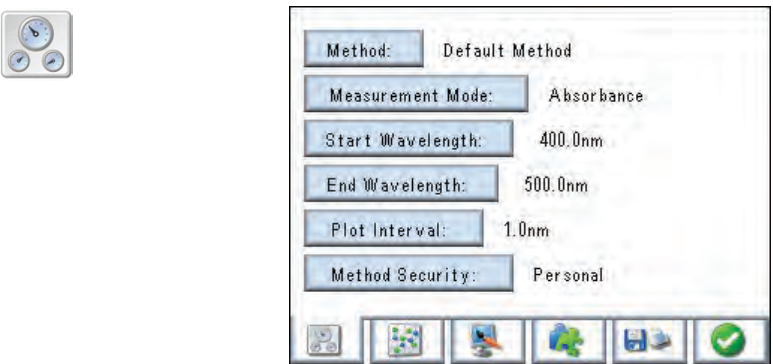 Method: Default Method
Measurement Mode: Absorbance
Start Wavelength: 400.0nm
End Wavelength: 500.0nm
Plot Interval: 1.0nm
Method Security: Personal